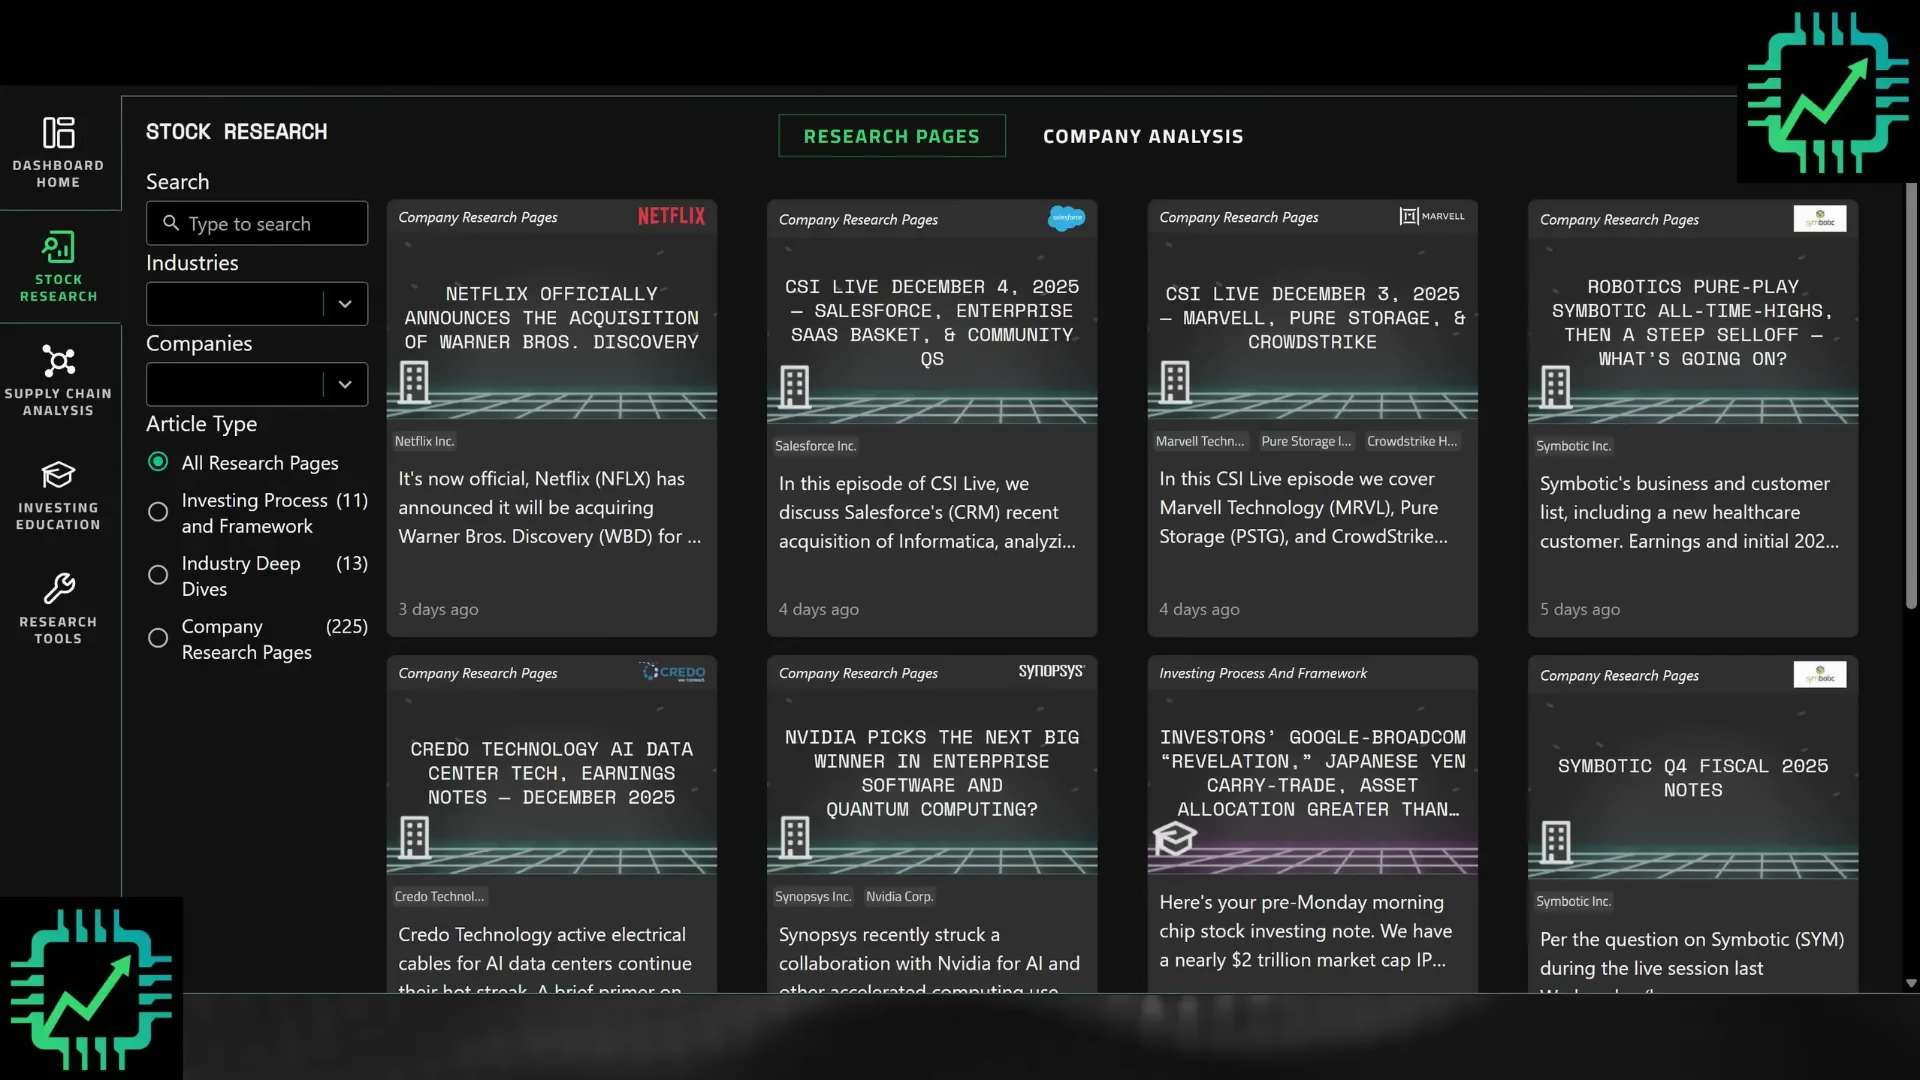 DASHBOARD
HOME
STOCK
RESEARCH
SUPPLY CHAIN
ANALYSIS
INVESTING
EDUCATION
RESEARCH
TOOLS
STOCK RESEARCH
RESEARCH PAGES
COMPANY ANALYSIS
Search
Type to search
Industries
Companies
Article Type
All Research Pages
Investing Process (11)
and Framework
Industry Deep (13)
Dives
Company (225)
Research Pages
Company Research Pages
NETFLIX
NETFLIX OFFICIALLY
ANNOUNCES THE ACQUISITION
OF WARNER BROS. DISCOVERY
Netflix Inc.
It's now official, Netflix (NFLX) has
announced it will be acquiring
Warner Bros. Discovery (WBD) for ...
3 days ago
Company Research Pages
salesforce
CSI LIVE DECEMBER 4, 2025
– SALESFORCE, ENTERPRISE
SAAS BASKET, & COMMUNITY
QS
Salesforce Inc.
In this episode of CSI Live, we
discuss Salesforce's (CRM) recent
acquisition of Informatica, analyzi...
4 days ago
Company Research Pages
MARVELL
CSI LIVE DECEMBER 3, 2025
– MARVELL, PURE STORAGE, &
CROWDSTRIKE
Marvell Techn... Pure Storage I... Crowdstrike H...
In this CSI Live episode we cover
Marvell Technology (MRVL), Pure
Storage (PSTG), and CrowdStrike...
4 days ago
Company Research Pages
symbotic
ROBOTICS PURE-PLAY
SYMBOTIC ALL-TIME-HIGHS,
THEN A STEEP SELLOFF –
WHAT'S GOING ON?
Symbotic Inc.
Symbotic's business and customer
list, including a new healthcare
customer. Earnings and initial 202...
5 days ago
Company Research Pages
CREDO
CREDO TECHNOLOGY AI DATA
CENTER TECH, EARNINGS
NOTES – DECEMBER 2025
Credo Technol...
Credo Technology active electrical
cables for AI data centers continue
their hot streak. A brief primer on
Company Research Pages
SYNOPSYS
NVIDIA PICKS THE NEXT BIG
WINNER IN ENTERPRISE
SOFTWARE AND
QUANTUM COMPUTING?
Synopsys Inc. Nvidia Corp.
Synopsys recently struck a
collaboration with Nvidia for AI and
other accelerated computing use
Investing Process And Framework
INVESTORS' GOOGLE-BROADCOM
“REVELATION,” JAPANESE YEN
CARRY-TRADE, ASSET
ALLOCATION GREATER THAN…
Here's your pre-Monday morning
chip stock investing note. We have
a nearly $2 trillion market cap IP...
Company Research Pages
symbotic
SYMBOTIC Q4 FISCAL 2025
NOTES
Symbotic Inc.
Per the question on Symbotic (SYM)
during the live session last